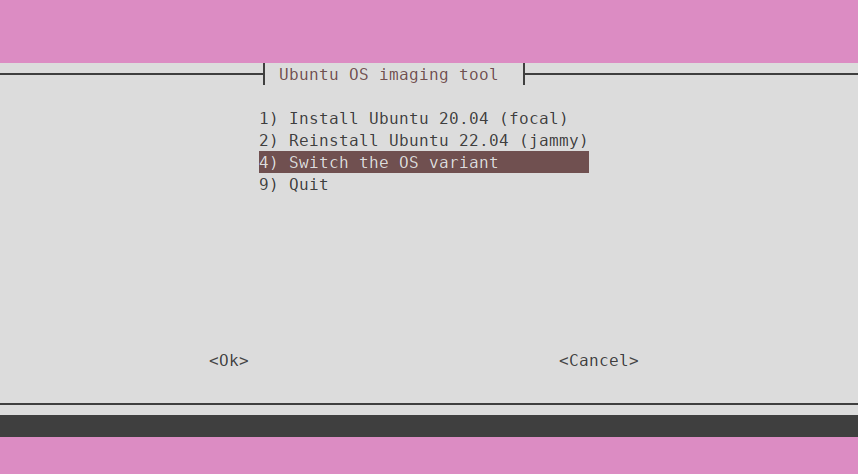 Ubuntu OS imaging tool
1) Install Ubuntu 20.04 (focal)
2) Reinstall Ubuntu 22.04 (jammy)
4) Switch the OS variant
9) Quit
<Ok> <Cancel>